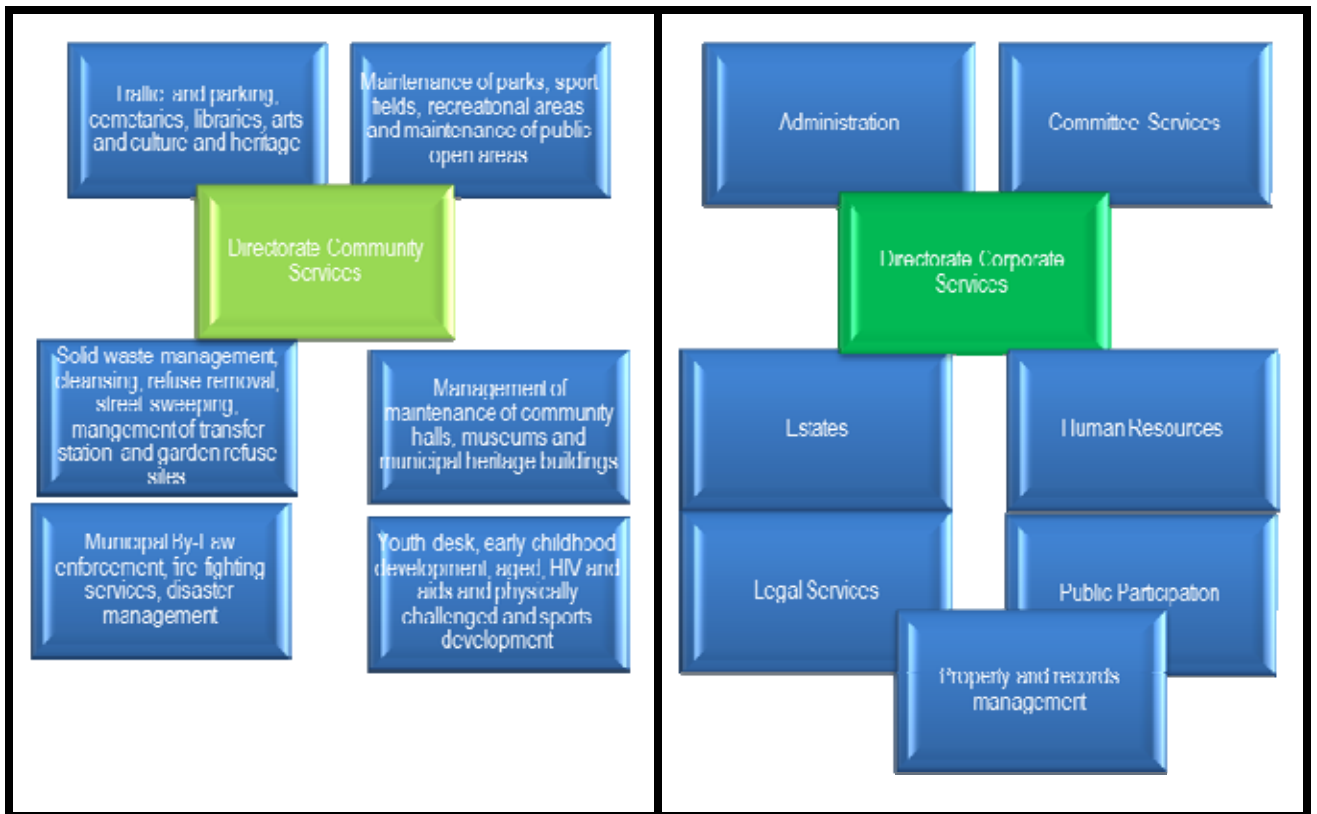 Traffic and parking,
cemetaries, libraries, arts
and culture and heritage
Maintenance of parks, sport
fields, recreational areas
and maintenance of public
open areas
Directorate Community
Services
Solid waste management,
cleansing, refuse removal,
street sweeping,
mangement of transfer
station and garden refuse
sites
Management of
maintenance of community
halls, museums and
municipal heritage buildings
Municipal By-Law
enforcement, fire fighting
services, disaster
management
Youth desk, early childhood
development, aged, HIV and
aids and physically
challenged and sports
development
Administration
Committee Services
Directorate Corporate
Services
Estates
Human Resources
Legal Services
Public Participation
Property and records
management